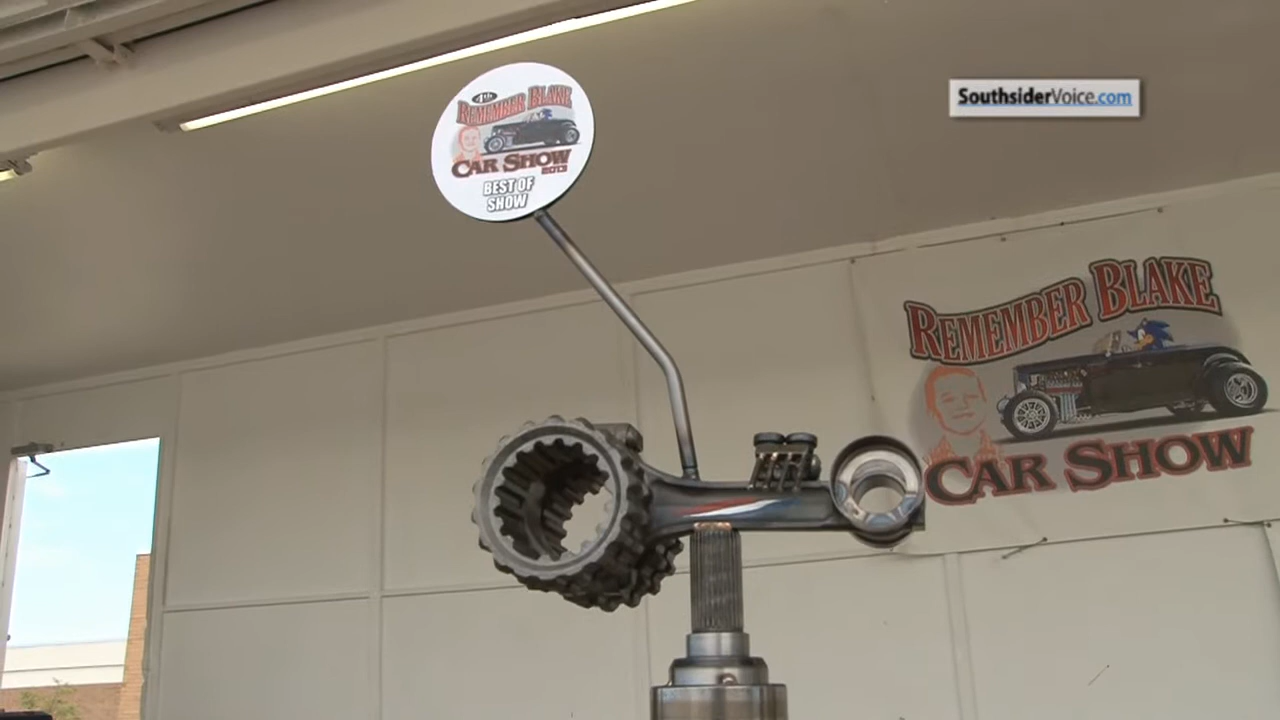 SouthsiderVoice.com
4th
REMEMBER BLAKE
CAR SHOW
2013
BEST OF
SHOW
REMEMBER BLAKE
CAR SHOW